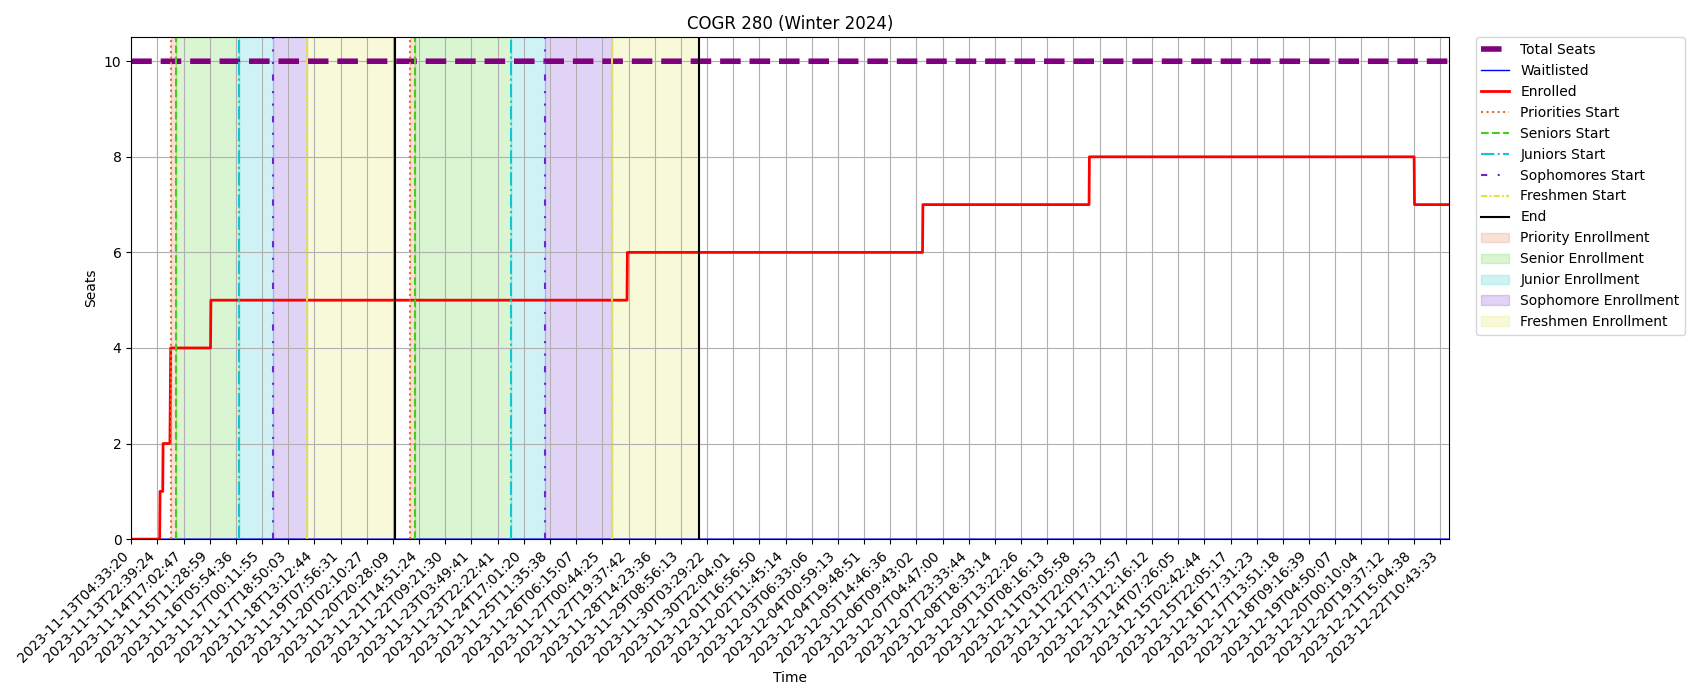 COGR 280 (Winter 2024)
10
8
6
4
2
0
Seats
2023-11-13T04:33:20
2023-11-13T22:39:24
2023-11-14T17:02:47
2023-11-15T11:28:59
2023-11-16T05:54:36
2023-11-17T00:11:55
2023-11-17T18:50:03
2023-11-18T13:12:44
2023-11-19T07:56:31
2023-11-20T02:10:27
2023-11-20T20:28:09
2023-11-21T14:51:24
2023-11-22T09:21:30
2023-11-23T03:49:41
2023-11-23T22:22:41
2023-11-24T17:01:20
2023-11-25T11:35:38
2023-11-26T06:15:07
2023-11-27T00:44:25
2023-11-27T19:37:42
2023-11-28T14:23:36
2023-11-29T08:56:13
2023-11-30T03:29:22
2023-11-30T22:04:01
2023-12-01T16:56:50
2023-12-02T11:45:14
2023-12-03T06:33:06
2023-12-04T00:59:13
2023-12-04T19:48:51
2023-12-05T14:46:36
2023-12-06T09:43:02
2023-12-07T04:47:00
2023-12-07T23:33:44
2023-12-08T18:33:14
2023-12-09T13:22:26
2023-12-10T08:16:13
2023-12-11T03:05:58
2023-12-11T22:09:53
2023-12-12T17:12:57
2023-12-13T12:16:12
2023-12-14T07:26:05
2023-12-15T02:42:44
2023-12-15T22:05:17
2023-12-16T17:31:23
2023-12-17T13:51:18
2023-12-18T09:16:39
2023-12-19T04:50:07
2023-12-20T00:10:04
2023-12-20T19:37:12
2023-12-21T15:04:38
2023-12-22T10:43:33
Time
Total Seats
Waitlisted
Enrolled
Priorities Start
Seniors Start
Juniors Start
Sophomores Start
Freshmen Start
End
Priority Enrollment
Senior Enrollment
Junior Enrollment
Sophomore Enrollment
Freshmen Enrollment